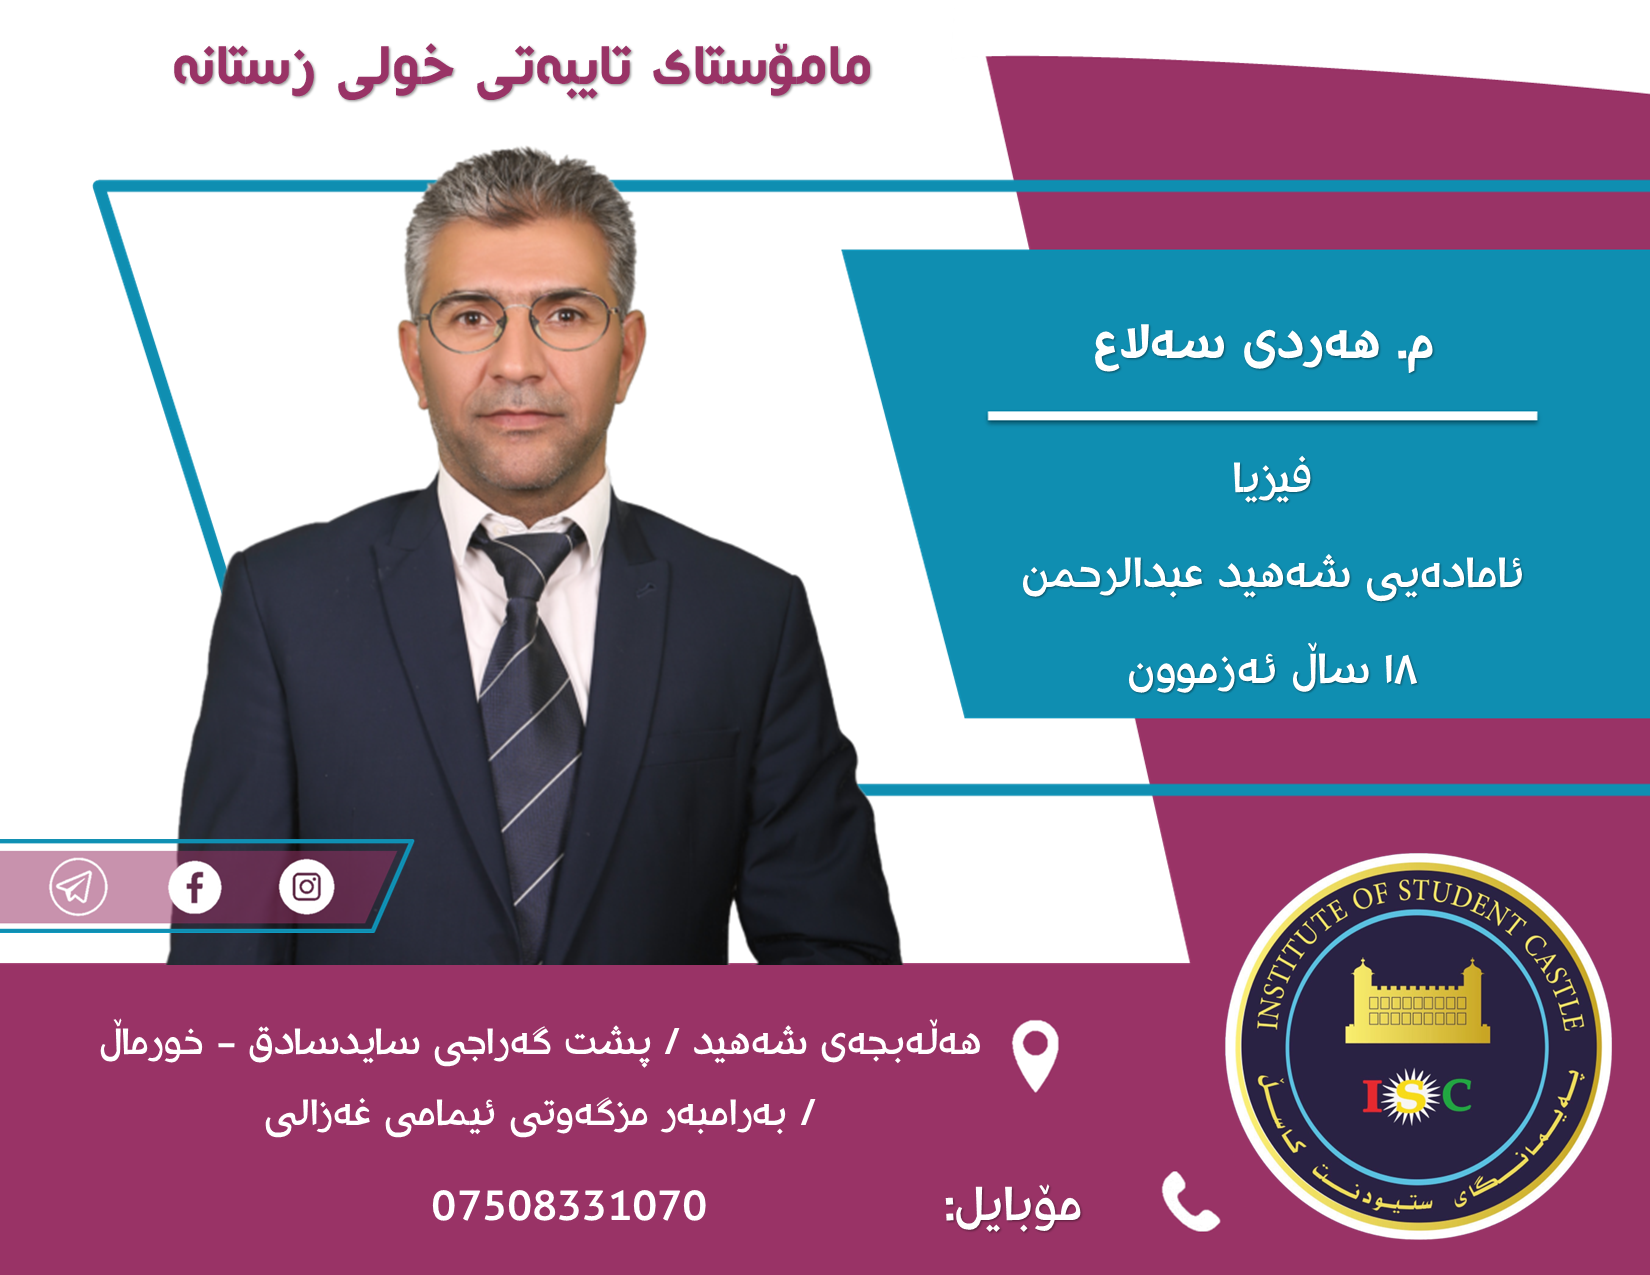 مامۆستای تایبەتی خولی زستانە
م. هەردی سەلاع
فیزیا
ئامادەیی شەهید عبدالرحمن
١٨ ساڵ ئەزموون
هەڵەبجەی شەهید / پشت گەراجی سایدسادق – خورماڵ
/ بەرامبەر مزگەوتی ئیمامی غەزالی
مۆبایل: 07508331070
INSTITUTE OF STUDENT CASTLE
ISC
پەیمانگای ستیودنت کاسڵ